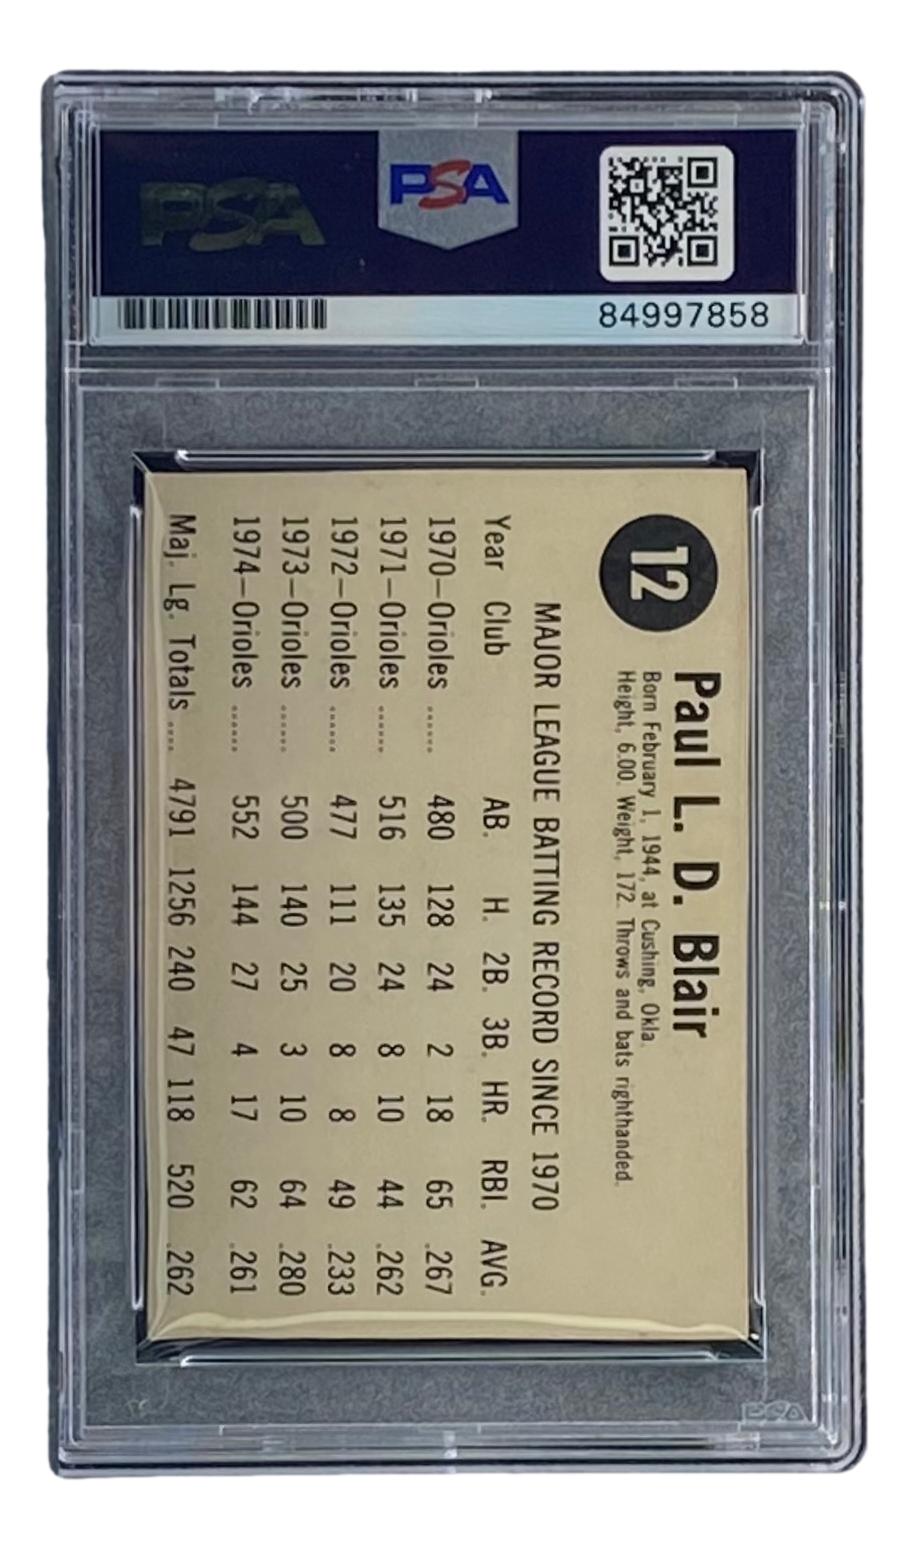 PSA
PSA
84997858
12
Paul L. D. Blair
Born February 1, 1944, at Cushing, Okla.
Height, 6.00. Weight, 172. Throws and bats righthanded.
MAJOR LEAGUE BATTING RECORD SINCE 1970
Year Club AB. H. 2B. 3B. HR. RBI. AVG.
1970—Orioles ...... 480 128 24 2 18 65 .267
1971—Orioles ...... 516 135 24 8 10 44 .262
1972—Orioles ...... 477 111 20 8 8 49 .233
1973—Orioles ...... 500 140 25 3 10 64 .280
1974—Orioles ...... 552 144 27 4 17 62 .261
Maj. Lg. Totals .... 4791 1256 240 47 118 520 .262
PSA